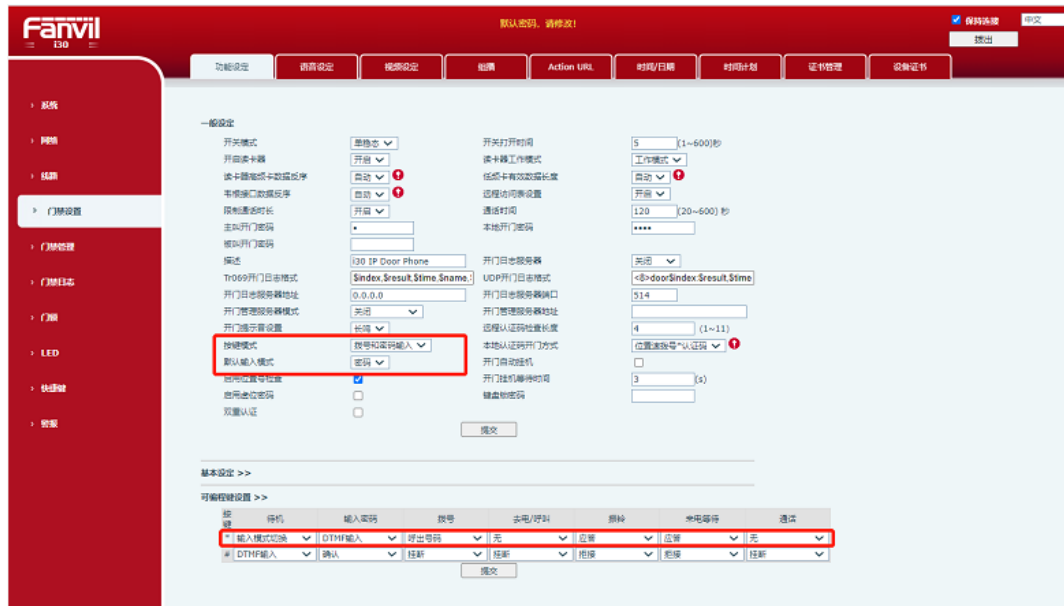 Fanvil
i30
默认密码，请修改!
保持连接 中文
拨出
功能设定 语音设定 视频设定 组播 Action URL 时间/日期 时间计划 证书管理 设备证书
› 系统
› 网络
› 线路
› 门禁设置
› 门禁管理
› 门禁日志
› 门锁
› LED
› 快捷键
› 警报
一般设定
开关模式 单稳态 开关打开时间 5 (1~600)秒
开启读卡器 开启 读卡器工作模式 工作模式
读卡器高频卡数据反序 自动 低频卡有效数据长度 自动
韦根接口数据反序 自动 远程访问表设置 开启
限制通话时长 开启 通话时间 120 (20~600) 秒
主叫开门密码 • 本地开门密码 ••••
被叫开门密码
描述 i30 IP Door Phone 开门日志服务器 关闭
Tr069开门日志格式 $index,$result,$time,$name, UDP开门日志格式 <8>door$index:$result,$time
开门日志服务器地址 0.0.0.0 开门日志服务器端口 514
开门管理服务器模式 关闭 开门管理服务器地址
开门提示音设置 长鸣 远程认证码检查长度 4 (1~11)
按键模式 拨号和密码输入 本地认证码开门方式 位置速拨号*认证码
默认输入模式 密码 开门自动挂机
启用位置号检查 开门挂机等待时间 3 (s)
启用虚位密码 键盘锁密码
双重认证
提交
基本设定 >>
可编程键设置 >>
按键 待机 输入密码 拨号 去电/呼叫 振铃 来电等待 通话
* 输入模式切换 DTMF输入 呼出号码 无 应答 应答 无
# DTMF输入 确认 挂断 挂断 拒接 拒接 挂断
提交